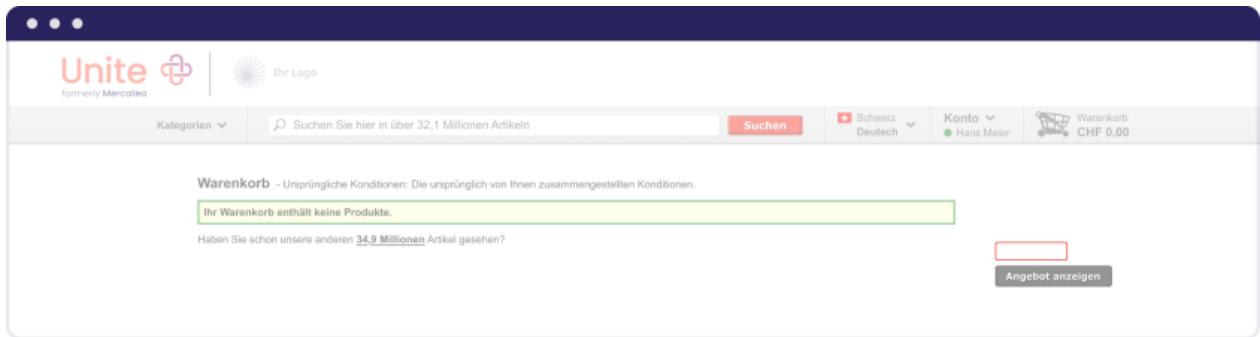 Unite
formerly Mercateo
Ihr Logo
Kategorien
Suchen Sie hier in über 32,1 Millionen Artikeln
Suchen
Schweiz
Deutsch
Konto
Hans Meier
Warenkorb
CHF 0,00
Warenkorb - Ursprüngliche Konditionen: Die ursprünglich von Ihnen zusammengestellten Konditionen.
Ihr Warenkorb enthält keine Produkte.
Haben Sie schon unsere anderen 34,9 Millionen Artikel gesehen?
Angebot anzeigen